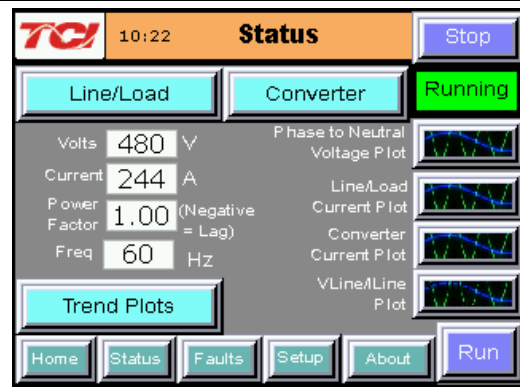 TCI 10:22 Status Stop
Line/Load Converter Running
Volts 480 V
Current 244 A
Power Factor 1.00 (Negative = Lag)
Freq 60 Hz
Phase to Neutral
Voltage Plot
Line/Load
Current Plot
Converter
Current Plot
VLine/ILine
Plot
Trend Plots
Home Status Faults Setup About Run